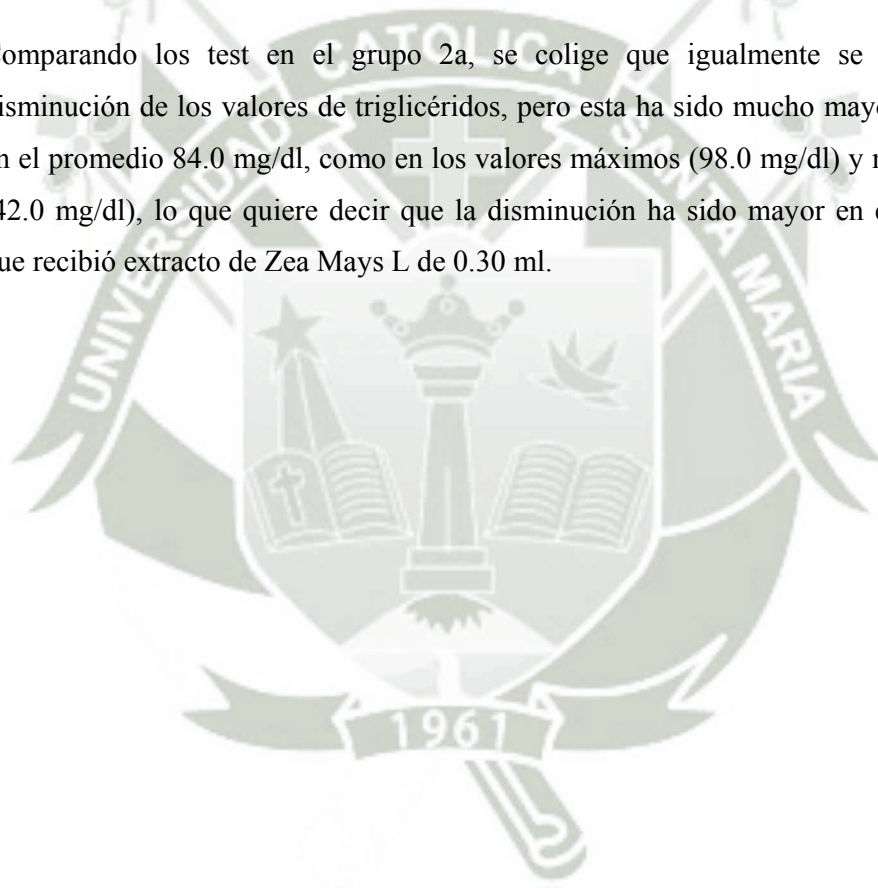 omparando los test en el grupo 2a, se colige que igualmente se
isminución de los valores de triglicéridos, pero esta ha sido mucho mayo
n el promedio 84.0 mg/dl, como en los valores máximos (98.0 mg/dl) y
42.0 mg/dl), lo que quiere decir que la disminución ha sido mayor en
ue recibió extracto de Zea Mays L de 0.30 ml.
UNIVERSIDAD CATOLICA SANTA MARIA
1961